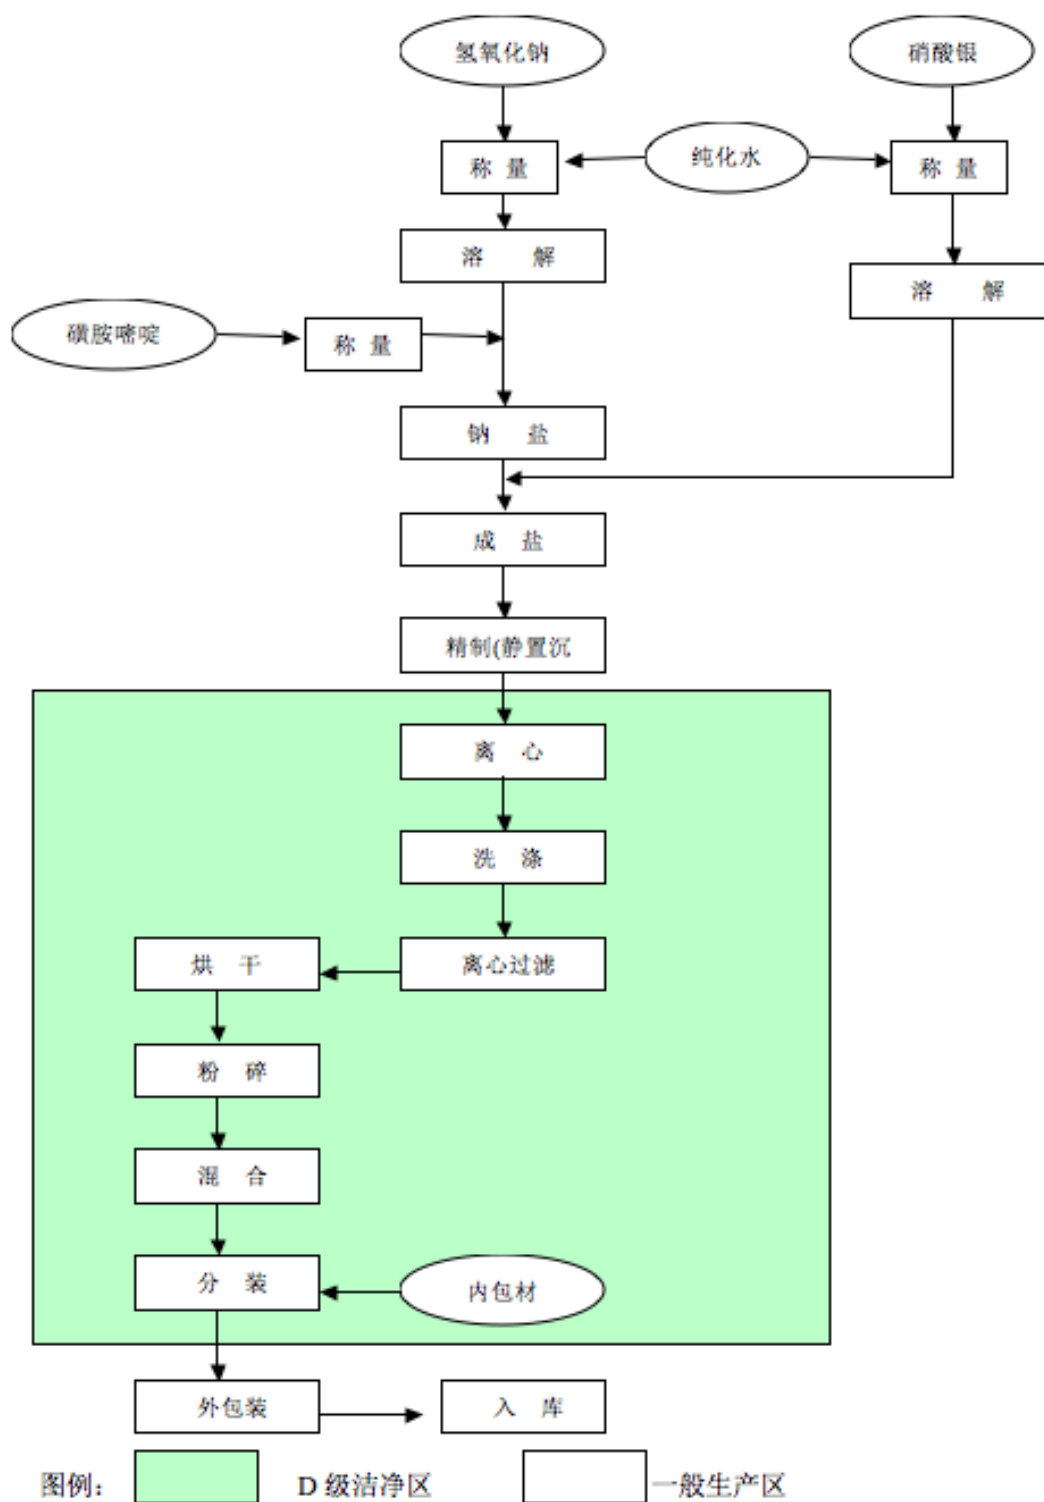 氢氧化钠
硝酸银
纯化水
称 量
称 量
溶 解
溶 解
磺胺嘧啶
称 量
钠 盐
成 盐
精制(静置沉
离 心
洗 涤
烘 干
离心过滤
粉 碎
混 合
分 装
内包材
外包装
入 库
图例:
D 级洁净区
一般生产区